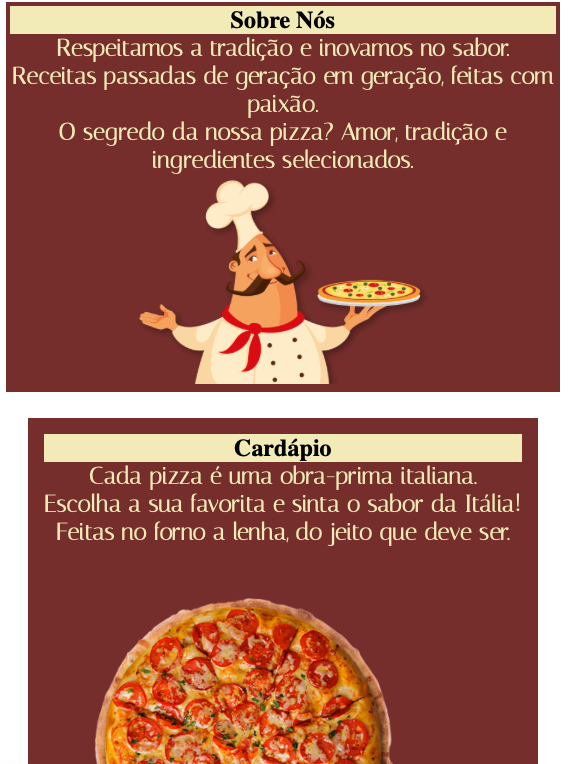 Sobre Nós
Respeitamos a tradição e inovamos no sabor.
Receitas passadas de geração em geração, feitas com
paixão.
O segredo da nossa pizza? Amor, tradição e
ingredientes selecionados.
Cardápio
Cada pizza é uma obra-prima italiana.
Escolha a sua favorita e sinta o sabor da Itália!
Feitas no forno a lenha, do jeito que deve ser.